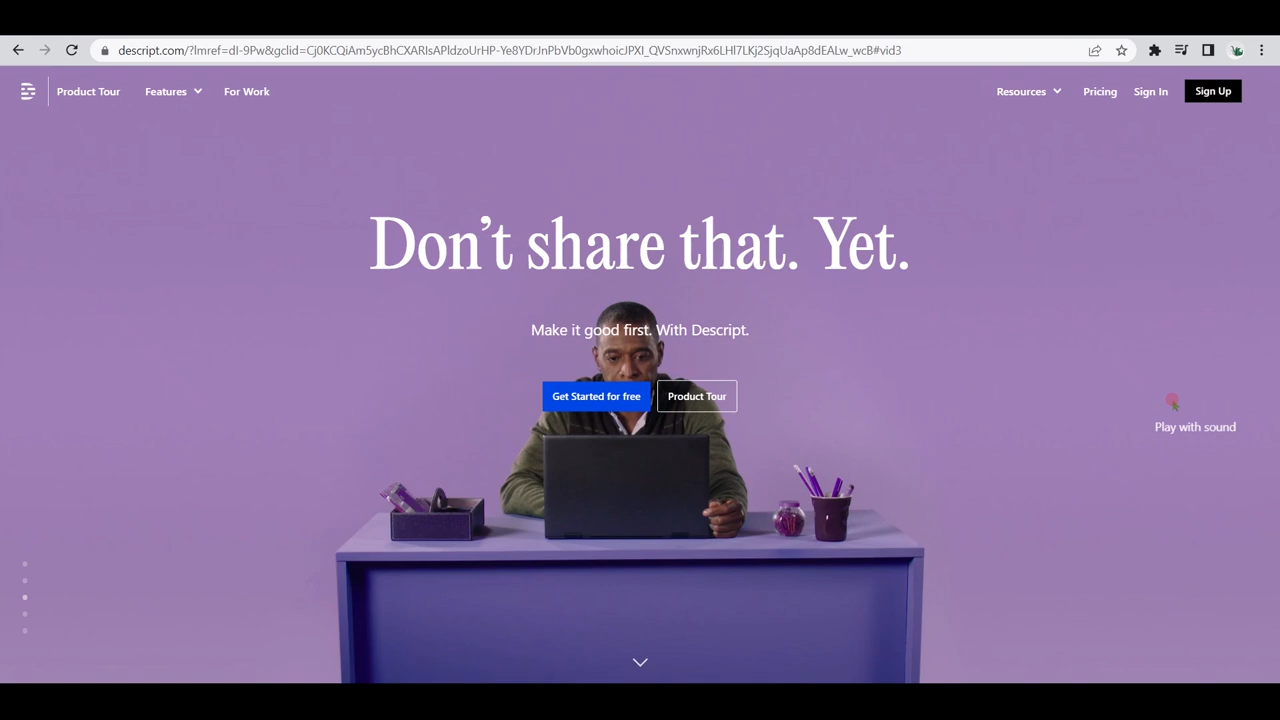 descript.com/?lmref=dI-9Pw&gclid=Cj0KCQiAm5ycBhCXARIsAPldzoUrHP-Ye8YDrJnPbVb0gxwhoicJPXI_QVSnxwnjRx6LHl7LKj2SjqUaAp8dEALw_wcB#vid3
Product Tour Features For Work Resources Pricing Sign In Sign Up
Don’t share that. Yet.
Make it good first. With Descript.
Get Started for free Product Tour
Play with sound